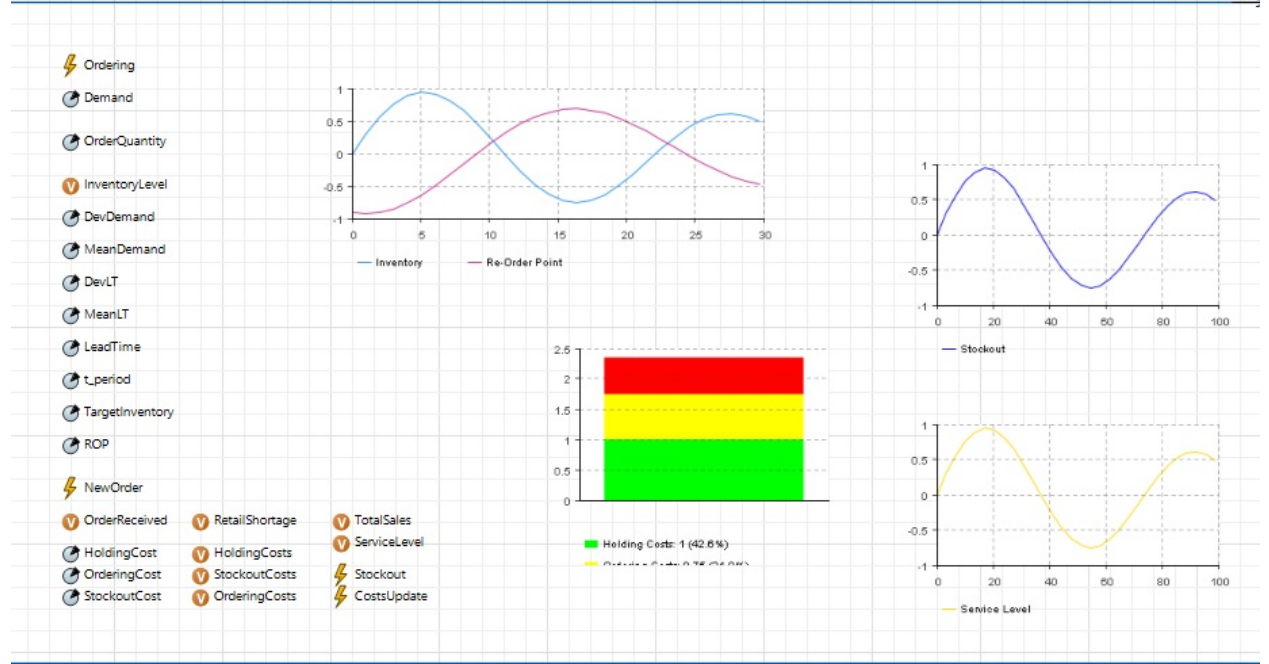 Ordering
Demand
OrderQuantity
InventoryLevel
DevDemand
MeanDemand
DevLT
MeanLT
LeadTime
t_period
TargetInventory
ROP
NewOrder
V OrderReceived V RetailShortage V TotalSales
V ServiceLevel
HoldingCost V HoldingCosts
OrderingCost V StockoutCosts Stockout
StockoutCost V OrderingCosts CostsUpdate
1
0.5
0
-0.5
-1
0 5 10 15 20 25 30
Inventory Re-Order Point
2.5
2
1.5
1
0.5
0
Holding Costs: 1 (42.6%)
1
0.5
0
-0.5
-1
0 20 40 60 80 100
Stockout
1
0.5
0
-0.5
-1
0 20 40 60 80 100
Service Level